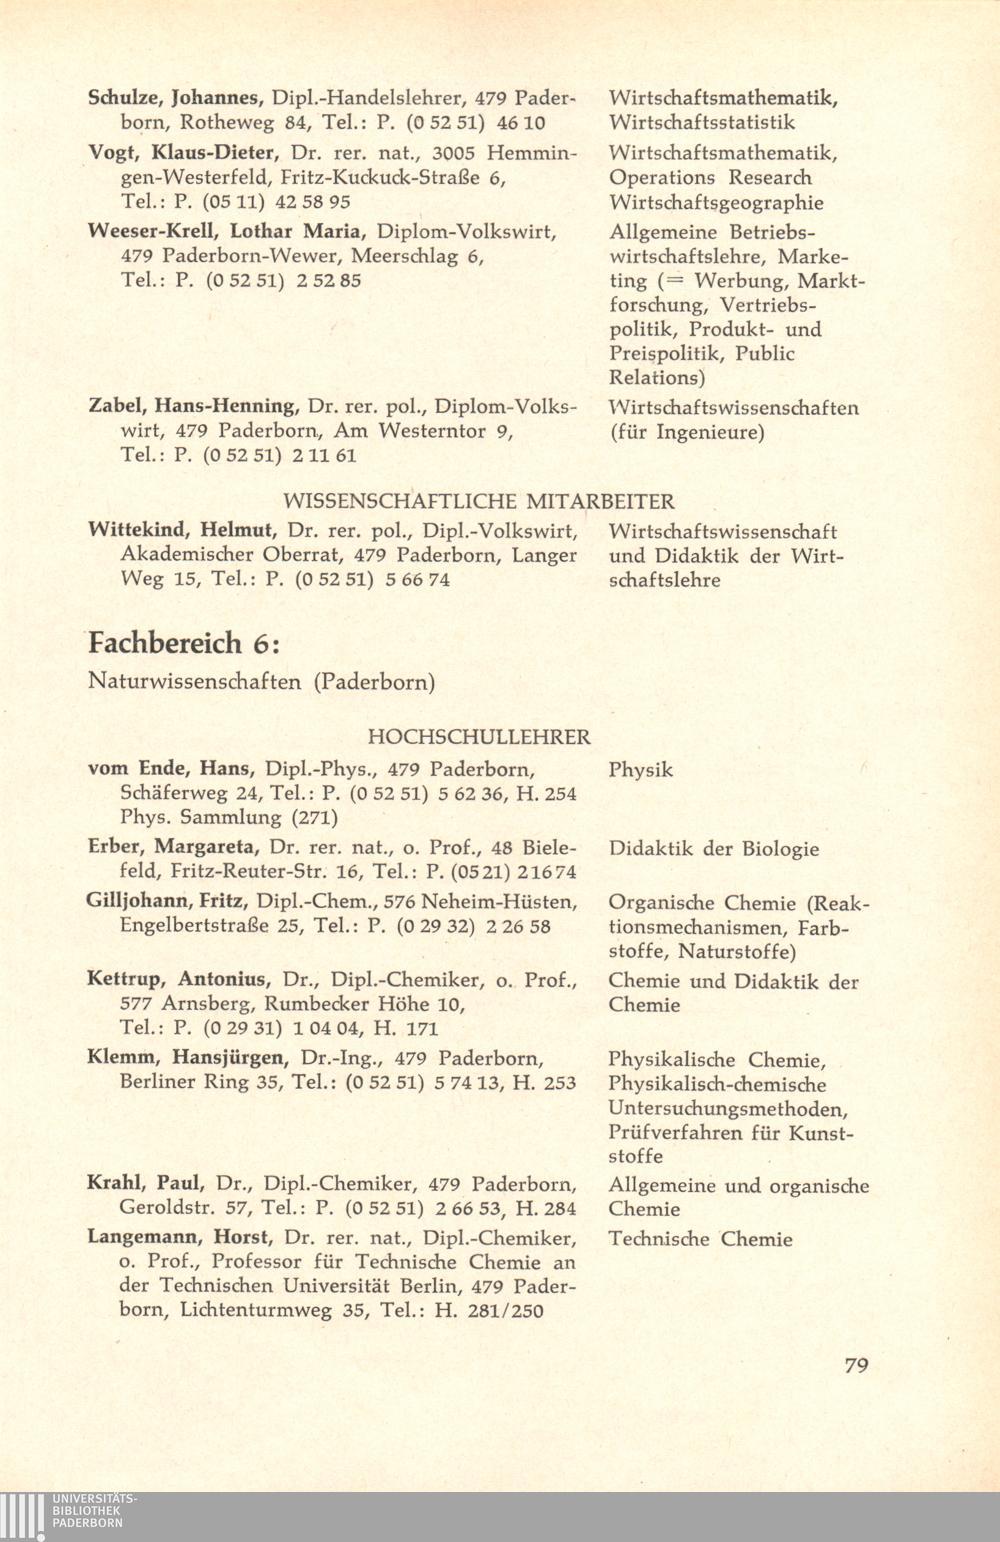 Schulze, Johannes, Dipl.-Handelslehrer, 479 Pader-
born, Rotheweg 84, Tel.: P. (0 52 51) 46 10
Wirtschaftsmathematik,
Wirtschaftsstatistik
Vogt, Klaus-Dieter, Dr. rer. nat., 3005 Hemmin-
gen-Westerfeld, Fritz-Kuckuck-Straße 6,
Tel.: P. (05 11) 42 58 95
Wirtschaftsmathematik,
Operations Research
Wirtschaftsgeographie
Weeser-Krell, Lothar Maria, Diplom-Volkswirt,
479 Paderborn-Wewer, Meerschlag 6,
Tel.: P. (0 52 51) 2 52 85
Allgemeine Betriebs-
wirtschaftslehre, Marke-
ting (= Werbung, Markt-
forschung, Vertriebs-
politik, Produkt- und
Preispolitik, Public
Relations)
Zabel, Hans-Henning, Dr. rer. pol., Diplom-Volks-
wirt, 479 Paderborn, Am Westerntor 9,
Tel.: P. (0 52 51) 2 11 61
Wirtschaftswissenschaften
(für Ingenieure)
WISSENSCHAFTLICHE MITARBEITER
Wittekind, Helmut, Dr. rer. pol., Dipl.-Volkswirt,
Akademischer Oberrat, 479 Paderborn, Langer
Weg 15, Tel.: P. (0 52 51) 5 66 74
Wirtschaftswissenschaft
und Didaktik der Wirt-
schaftslehre
Fachbereich 6:
Naturwissenschaften (Paderborn)
HOCHSCHULLEHRER
vom Ende, Hans, Dipl.-Phys., 479 Paderborn,
Schäferweg 24, Tel.: P. (0 52 51) 5 62 36, H. 254
Phys. Sammlung (271)
Physik
Erber, Margareta, Dr. rer. nat., o. Prof., 48 Biele-
feld, Fritz-Reuter-Str. 16, Tel.: P. (05 21) 2 16 74
Didaktik der Biologie
Gilljohann, Fritz, Dipl.-Chem., 576 Neheim-Hüsten,
Engelbertstraße 25, Tel.: P. (0 29 32) 2 26 58
Organische Chemie (Reak-
tionsmechanismen, Farb-
stoffe, Naturstoffe)
Kettrup, Antonius, Dr., Dipl.-Chemiker, o. Prof.,
577 Arnsberg, Rumbecker Höhe 10,
Tel.: P. (0 29 31) 1 04 04, H. 171
Chemie und Didaktik der
Chemie
Klemm, Hansjürgen, Dr.-Ing., 479 Paderborn,
Berliner Ring 35, Tel.: (0 52 51) 5 74 13, H. 253
Physikalische Chemie,
Physikalisch-chemische
Untersuchungsmethoden,
Prüfverfahren für Kunst-
stoffe
Krahl, Paul, Dr., Dipl.-Chemiker, 479 Paderborn,
Geroldstr. 57, Tel.: P. (0 52 51) 2 66 53, H. 284
Allgemeine und organische
Chemie
Langemann, Horst, Dr. rer. nat., Dipl.-Chemiker,
o. Prof., Professor für Technische Chemie an
der Technischen Universität Berlin, 479 Pader-
born, Lichtenturmweg 35, Tel.: H. 281/250
Technische Chemie
79
UNIVERSITÄTS-
BIBLIOTHEK
PADERBORN